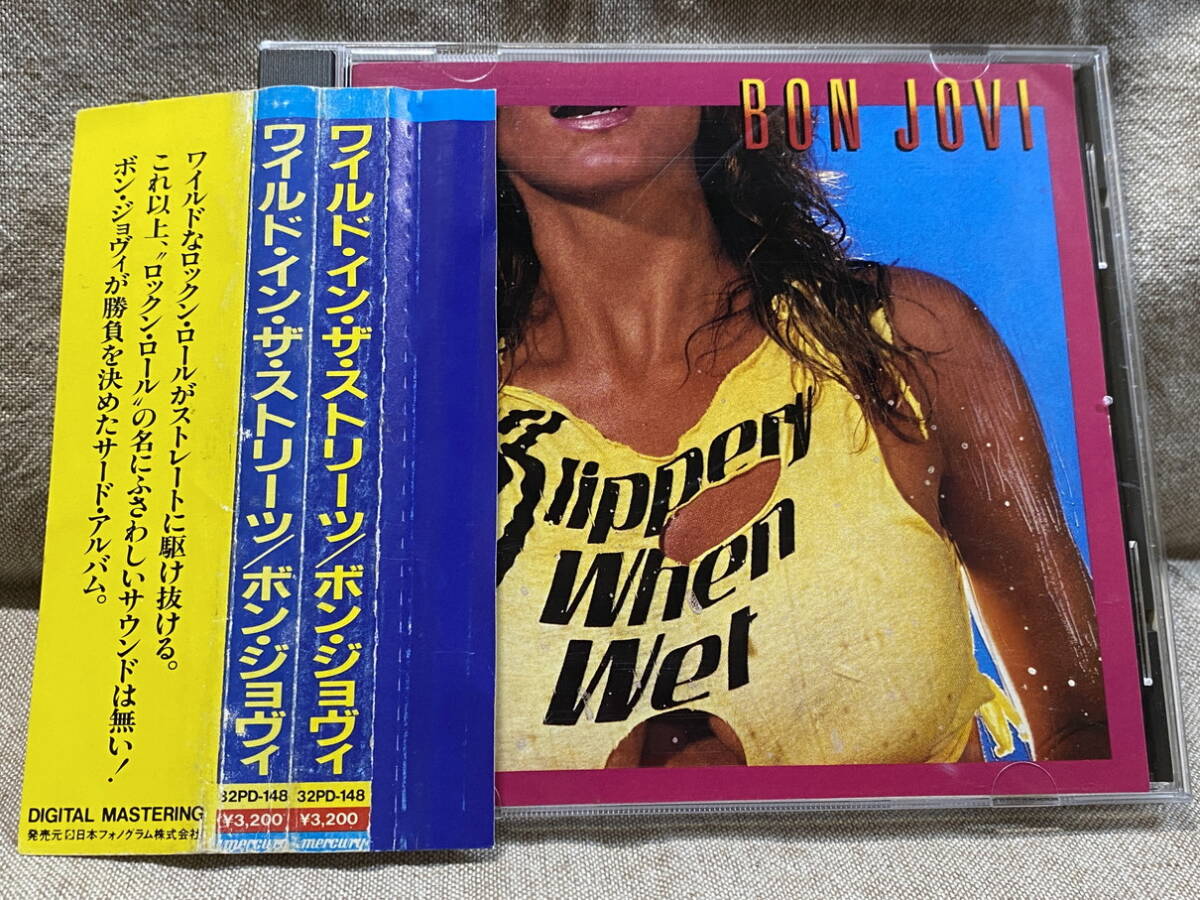 ワイルドなロックン・ロールがストレートに駆け抜ける。
これ以上、〝ロックン・ロール〟の名にふさわしいサウンドは無い!
ボン・ジョヴィが勝負を決めたサード・アルバム。
DIGITAL MASTERING
発売元 日本フォノグラム株式会社
ワイルド・イン・ザ・ストリーツ/ボン・ジョヴィ
32PD-148
¥3,200
mercury
ワイルド・イン・ザ・ストリーツ/ボン・ジョヴィ
32PD-148
¥3,200
mercury
BON JOVI
Slippery
When
Wet